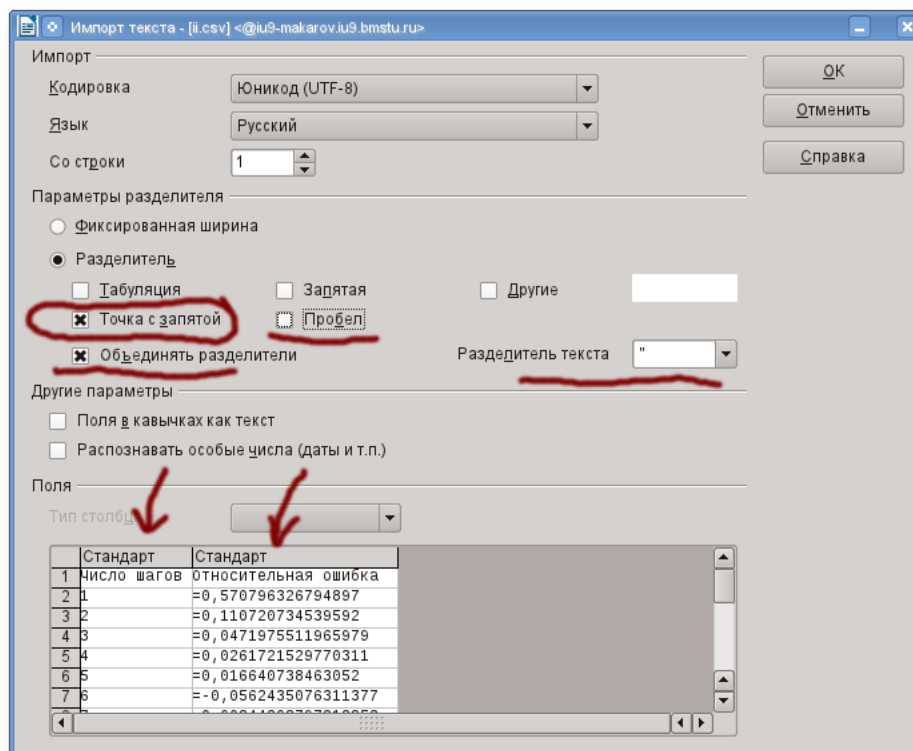 Импорт текста - [ii.csv] <@iu9-makarov.iu9.bmstu.ru>
Импорт
OK
Кодировка
Юникод (UTF-8)
Отменить
Язык
Русский
Со строки
1
Справка
Параметры разделителя
Фиксированная ширина
Разделитель
Табуляция
Запятая
Другие
Точка с запятой
Пробел
Объединять разделители
Разделитель текста
"
Другие параметры
Поля в кавычках как текст
Распознавать особые числа (даты и т.п.)
Поля
Тип
Стандарт Стандарт
1 Число шагов Относительная ошибка
2 1 =0,570796326794897
3 2 =0,110720734539592
4 3 =0,0471975511965979
5 4 =0,0261721529770311
6 5 =0,016640738463052
7 6 =-0,0562435076311377